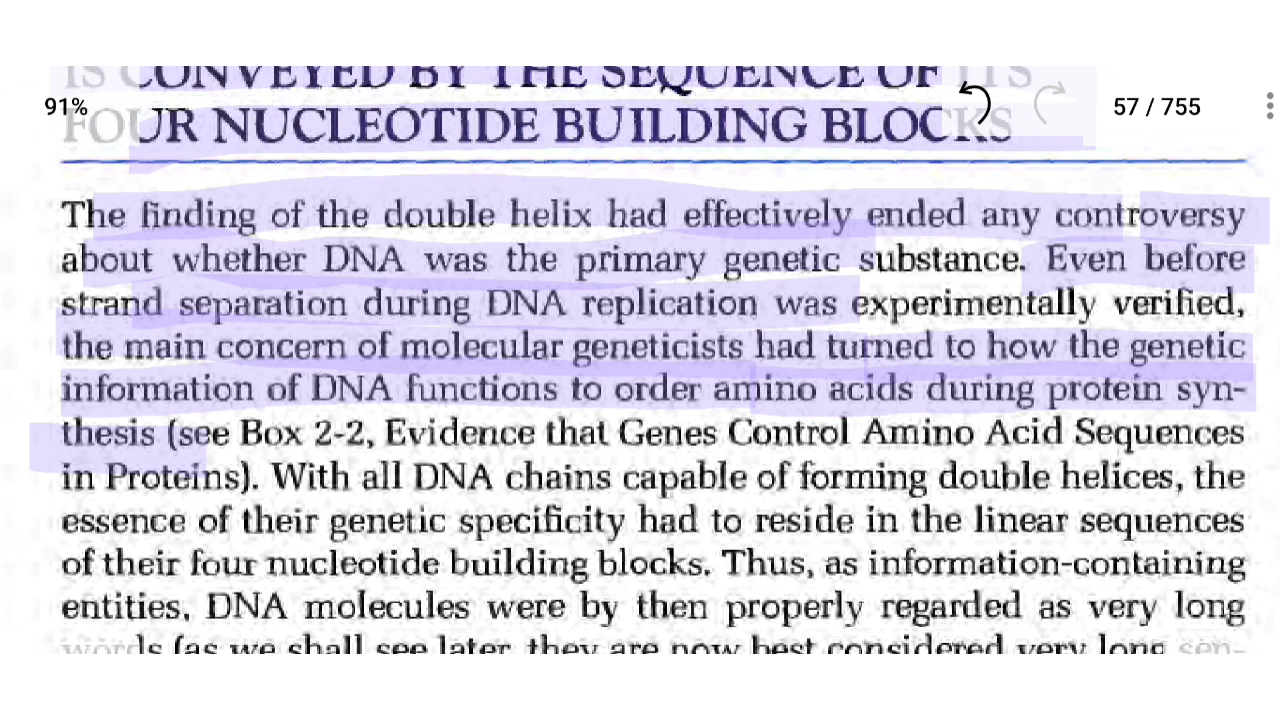 IS CONVEYED BY THE SEQUENCE OF ITS
91%
57 / 755
FOUR NUCLEOTIDE BUILDING BLOCKS
The finding of the double helix had effectively ended any controversy
about whether DNA was the primary genetic substance. Even before
strand separation during DNA replication was experimentally verified,
the main concern of molecular geneticists had turned to how the genetic
information of DNA functions to order amino acids during protein syn-
thesis (see Box 2-2, Evidence that Genes Control Amino Acid Sequences
in Proteins). With all DNA chains capable of forming double helices, the
essence of their genetic specificity had to reside in the linear sequences
of their four nucleotide building blocks. Thus, as information-containing
entities, DNA molecules were by then properly regarded as very long
words (as we shall see later, they are now best considered very long sen-